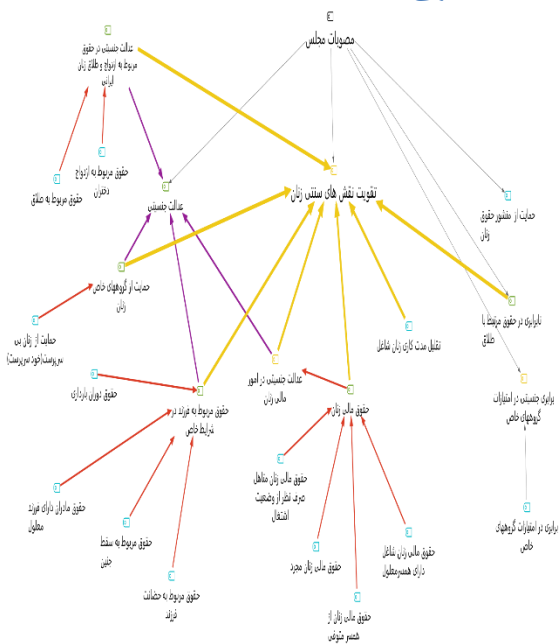 مصوبات مجلس
عدالت جنسیتی در حقوق
مربوط به ازدواج و طلاق زنان
ایرانی
حقوق مربوط به ازدواج
دختران
حقوق مربوط به طلاق
عدالت جنسیتی
تقویت نقش های سنتی زنان
حمایت از منشور حقوق
زنان
حمایت از گروههای خاص
زنان
نابرابری در حقوق مرتبط با
طلاق
حمایت از زنان بی
سرپرست(خود سرپرست)
تقلیل مدت کاری زنان شاغل
حقوق دوران بارداری
عدالت جنسیتی در امور
مالی زنان
برابری جنسیتی در امتیازات
گروههای خاص
حقوق مربوط به فرزند در
شرایط خاص
حقوق مالی زنان
حقوق مالی زنان متاهل
صرف نظر از وضعیت
اشتغال
حقوق مادران دارای فرزند
معلول
حقوق مربوط به سقط
جنین
برابری در امتیازات گروههای
خاص
حقوق مالی زنان شاغل
دارای همسرمعلول
حقوق مالی زنان مجرد
حقوق مربوط به حضانت
فرزند
حقوق مالی زنان از
همسر متوفی